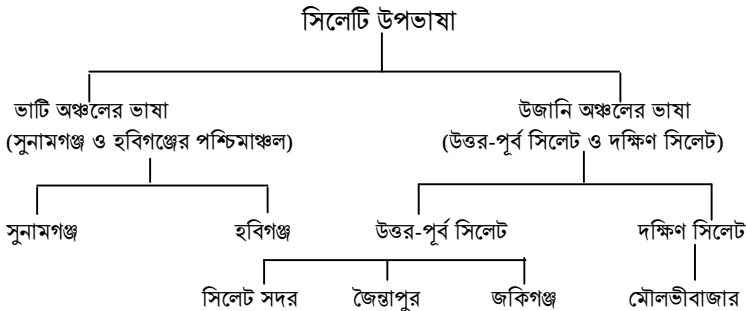 সিলেটি উপভাষা
ভাটি অঞ্চলের ভাষা
(সুনামগঞ্জ ও হবিগঞ্জের পশ্চিমাঞ্চল)
উজানি অঞ্চলের ভাষা
(উত্তর-পূর্ব সিলেট ও দক্ষিণ সিলেট)
সুনামগঞ্জ
হবিগঞ্জ
উত্তর-পূর্ব সিলেট
দক্ষিণ সিলেট
সিলেট সদর
জৈন্তাপুর
জকিগঞ্জ
মৌলভীবাজার